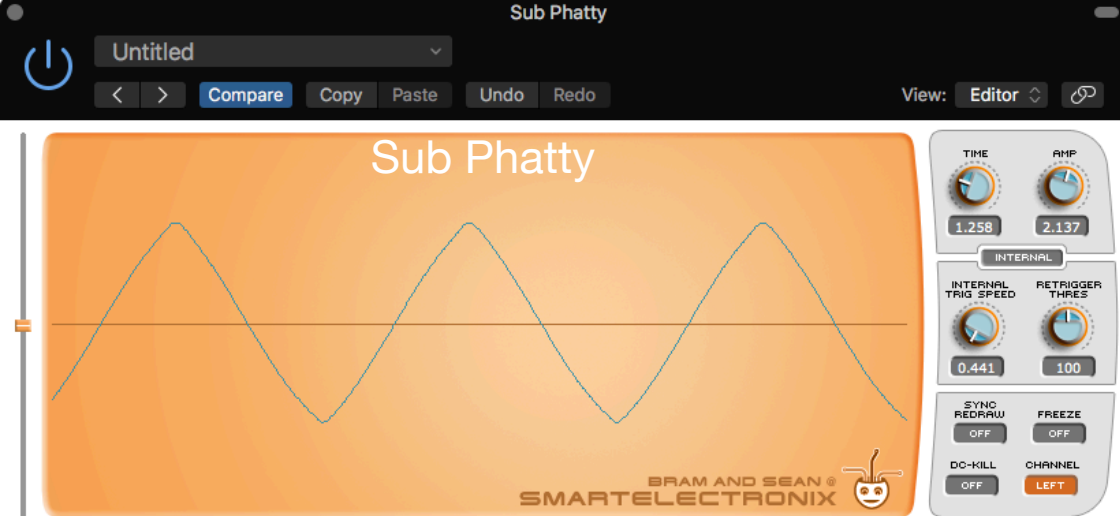 Sub Phatty
Untitled
Compare Copy Paste Undo Redo View: Editor
Sub Phatty
TIME AMP
1.258 2.137
INTERNAL
INTERNAL
TRIG SPEED
RETRIGGER
THRES
0.441 100
SYNC
REDRAW
FREEZE
OFF OFF
DC-KILL CHANNEL
OFF LEFT
BRAM AND SEAN @
SMARTELECTRONIX